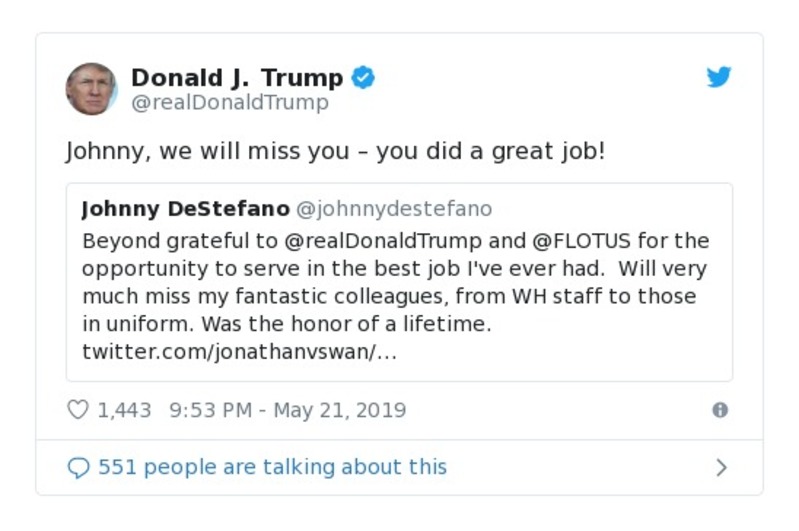 Donald J. Trump
@realDonaldTrump
Johnny, we will miss you – you did a great job!
Johnny DeStefano @johnnydestefano
Beyond grateful to @realDonaldTrump and @FLOTUS for the
opportunity to serve in the best job I've ever had.  Will very
much miss my fantastic colleagues, from WH staff to those
in uniform. Was the honor of a lifetime.
twitter.com/jonathanvswan/…
1,443 9:53 PM - May 21, 2019
551 people are talking about this